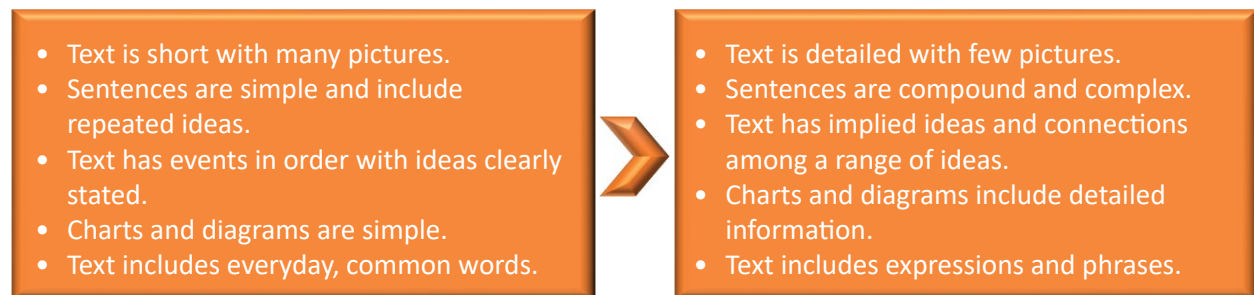 • Text is short with many pictures.
• Sentences are simple and include
repeated ideas.
• Text has events in order with ideas clearly
stated.
• Charts and diagrams are simple.
• Text includes everyday, common words.
• Text is detailed with few pictures.
• Sentences are compound and complex.
• Text has implied ideas and connections
among a range of ideas.
• Charts and diagrams include detailed
information.
• Text includes expressions and phrases.